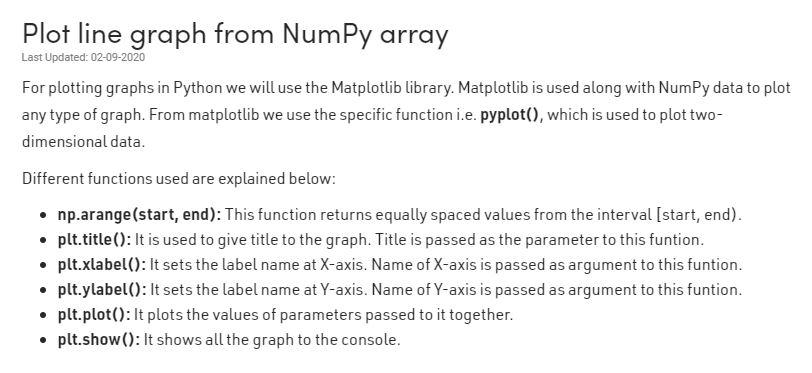 Plot line graph from NumPy array
Last Updated: 02-09-2020
For plotting graphs in Python we will use the Matplotlib library. Matplotlib is used along with NumPy data to plot
any type of graph. From matplotlib we use the specific function i.e. pyplot(), which is used to plot two-
dimensional data.
Different functions used are explained below:
• np.arange(start, end): This function returns equally spaced values from the interval [start, end).
• plt.title(): It is used to give title to the graph. Title is passed as the parameter to this funtion.
• plt.xlabel(): It sets the label name at X-axis. Name of X-axis is passed as argument to this funtion.
• plt.ylabel(): It sets the label name at Y-axis. Name of Y-axis is passed as argument to this funtion.
• plt.plot(): It plots the values of parameters passed to it together.
• plt.show(): It shows all the graph to the console.